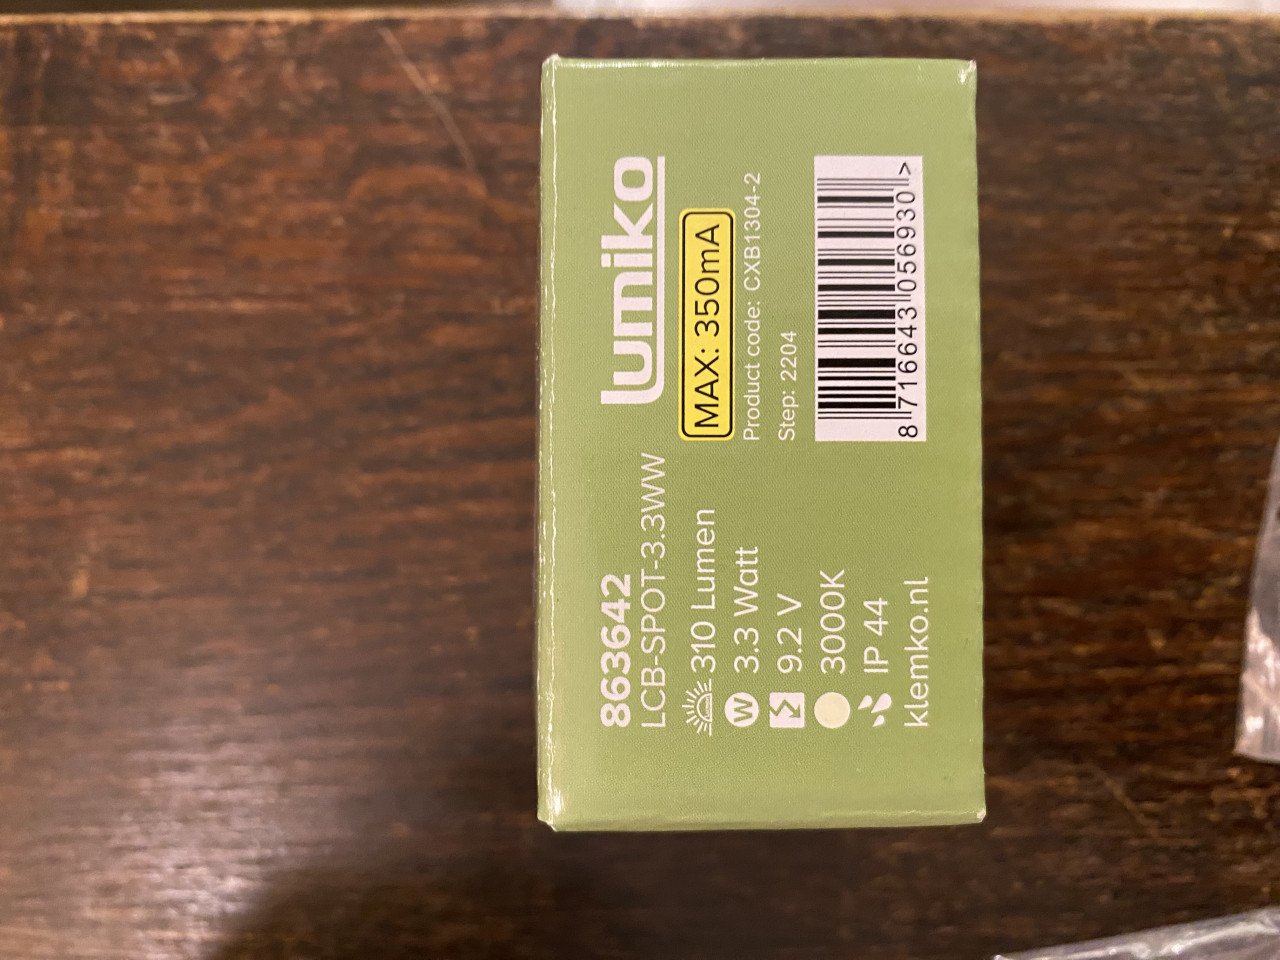 863642
LCB-SPOT-3.3WW
310 Lumen
W 3.3 Watt
9.2 V
3000K
IP 44
klemko.nl
Lumiko
MAX: 350mA
Product code: CXB1304-2
Step: 2204
8 716643 056930 >